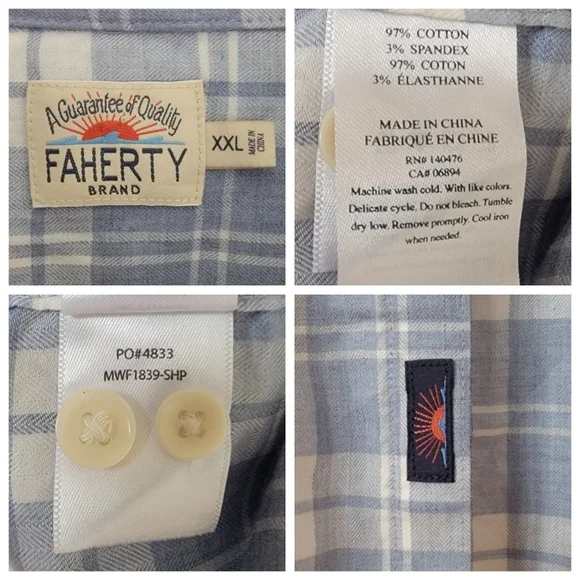 A Guarantee of Quality
FAHERTY
BRAND
XXL
MADE IN
CHINA
97% COTTON
3% SPANDEX
97% COTON
3% ÉLASTHANNE
MADE IN CHINA
FABRIQUÉ EN CHINE
RN# 140476
CA# 06894
Machine wash cold. With like colors.
Delicate cycle. Do not bleach. Tumble
dry low. Remove promptly. Cool iron
when needed.
PO#4833
MWF1839-SHP